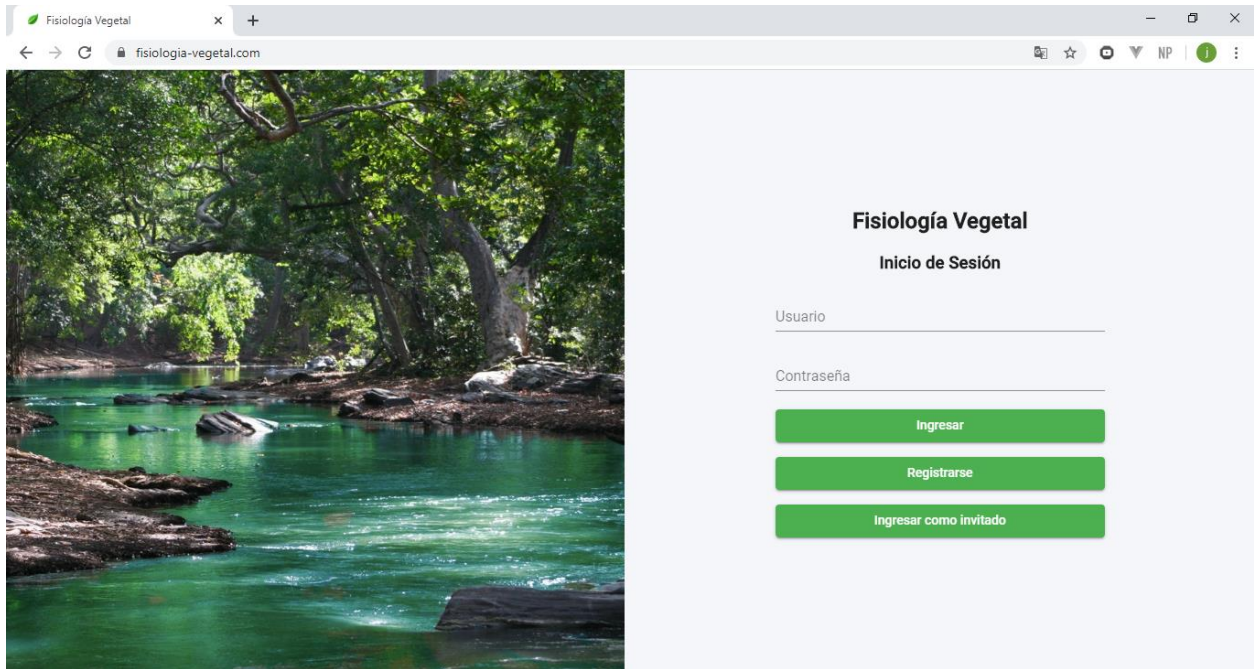 Fisiología Vegetal
fisiologia-vegetal.com
NP
j
Fisiología Vegetal
Inicio de Sesión
Usuario
Contraseña
Ingresar
Registrarse
Ingresar como invitado